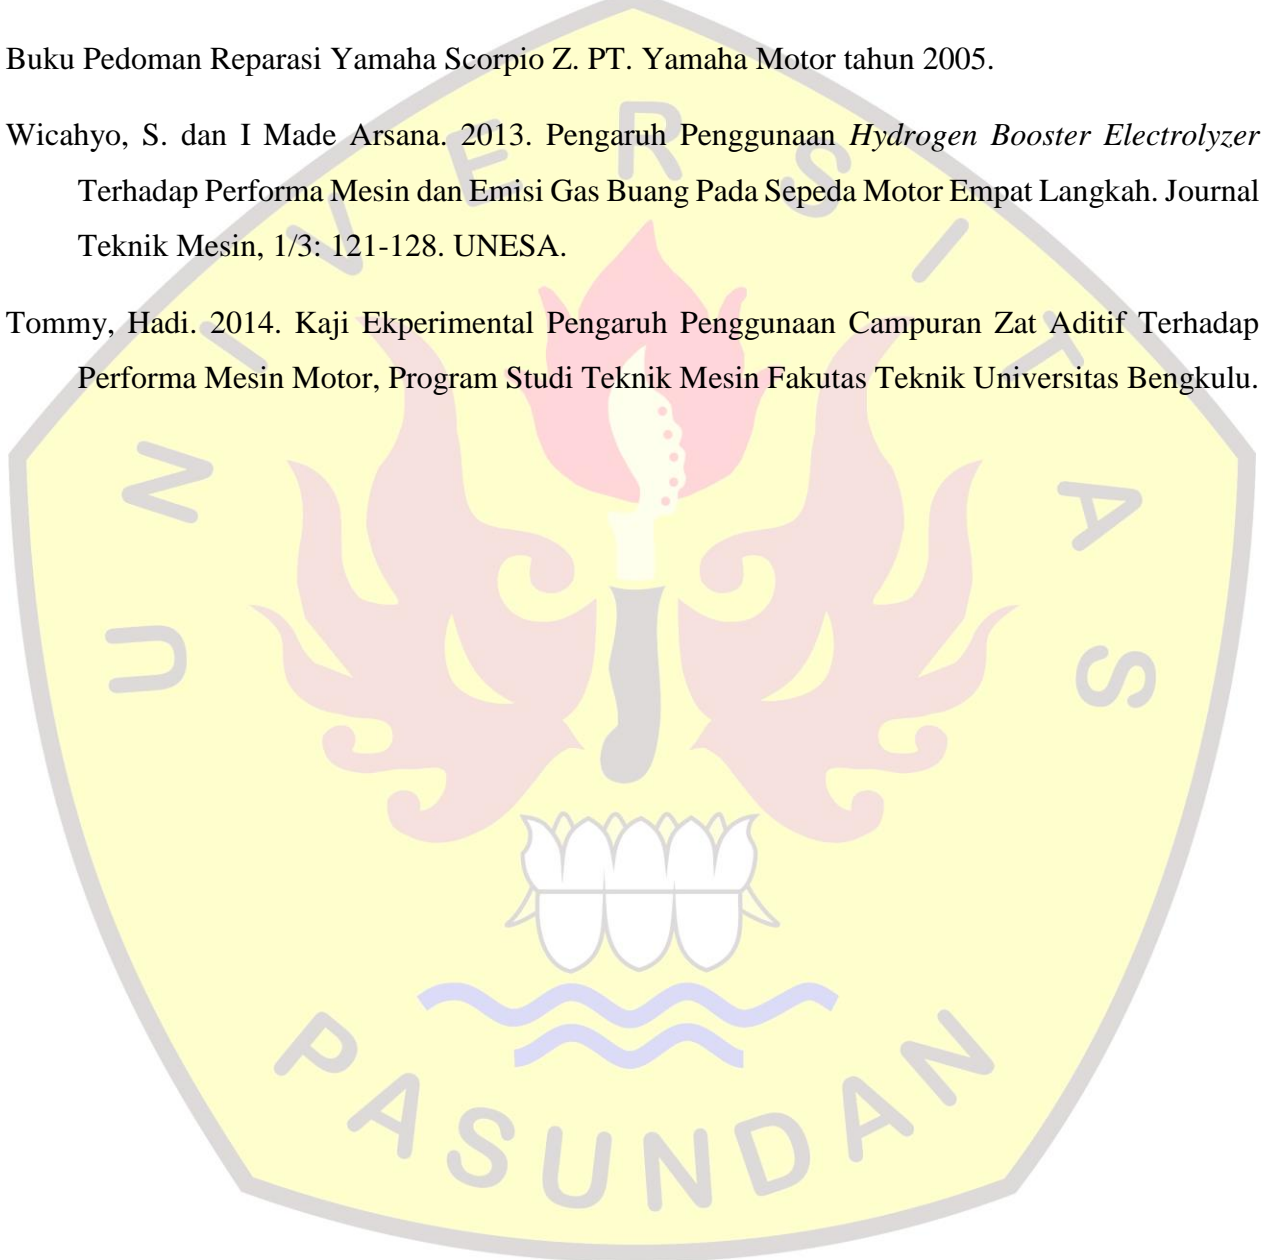 Buku Pedoman Reparasi Yamaha Scorpio Z. PT. Yamaha Motor tahun 2005.
Wicahyo, S. dan I Made Arsana. 2013. Pengaruh Penggunaan Hydrogen Booster Electrolyzer
Terhadap Performa Mesin dan Emisi Gas Buang Pada Sepeda Motor Empat Langkah. Journal
Teknik Mesin, 1/3: 121-128. UNESA.
Tommy, Hadi. 2014. Kaji Ekperimental Pengaruh Penggunaan Campuran Zat Aditif Terhadap
Performa Mesin Motor, Program Studi Teknik Mesin Fakutas Teknik Universitas Bengkulu.
UNIVERSITAS
PASUNDAN